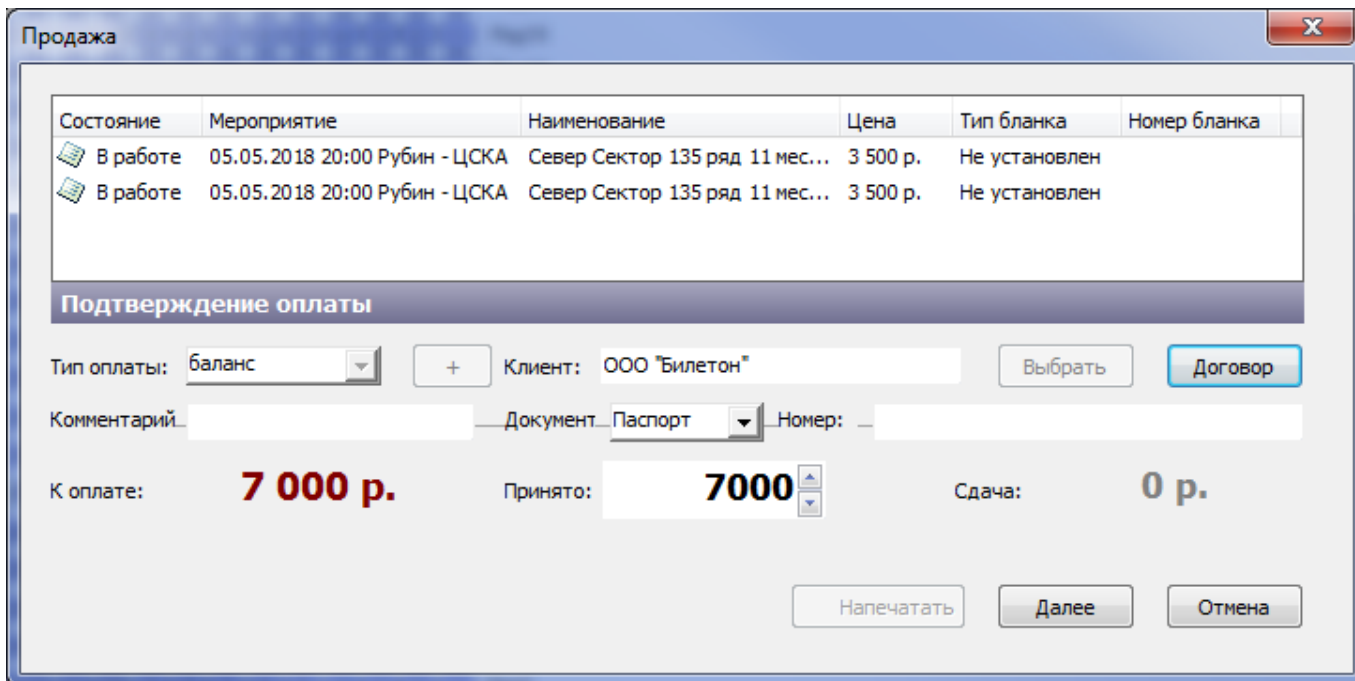 Продажа
Состояние Мероприятие Наименование Цена Тип бланка Номер бланка
В работе 05.05.2018 20:00 Рубин - ЦСКА Север Сектор 135 ряд 11 мес... 3 500 р. Не установлен
В работе 05.05.2018 20:00 Рубин - ЦСКА Север Сектор 135 ряд 11 мес... 3 500 р. Не установлен
Подтверждение оплаты
Тип оплаты: баланс + Клиент: ООО "Билетон" Выбрать Договор
Комментарий Документ Паспорт Номер:
К оплате: 7 000 р. Принято: 7000 Сдача: 0 р.
Напечатать Далее Отмена